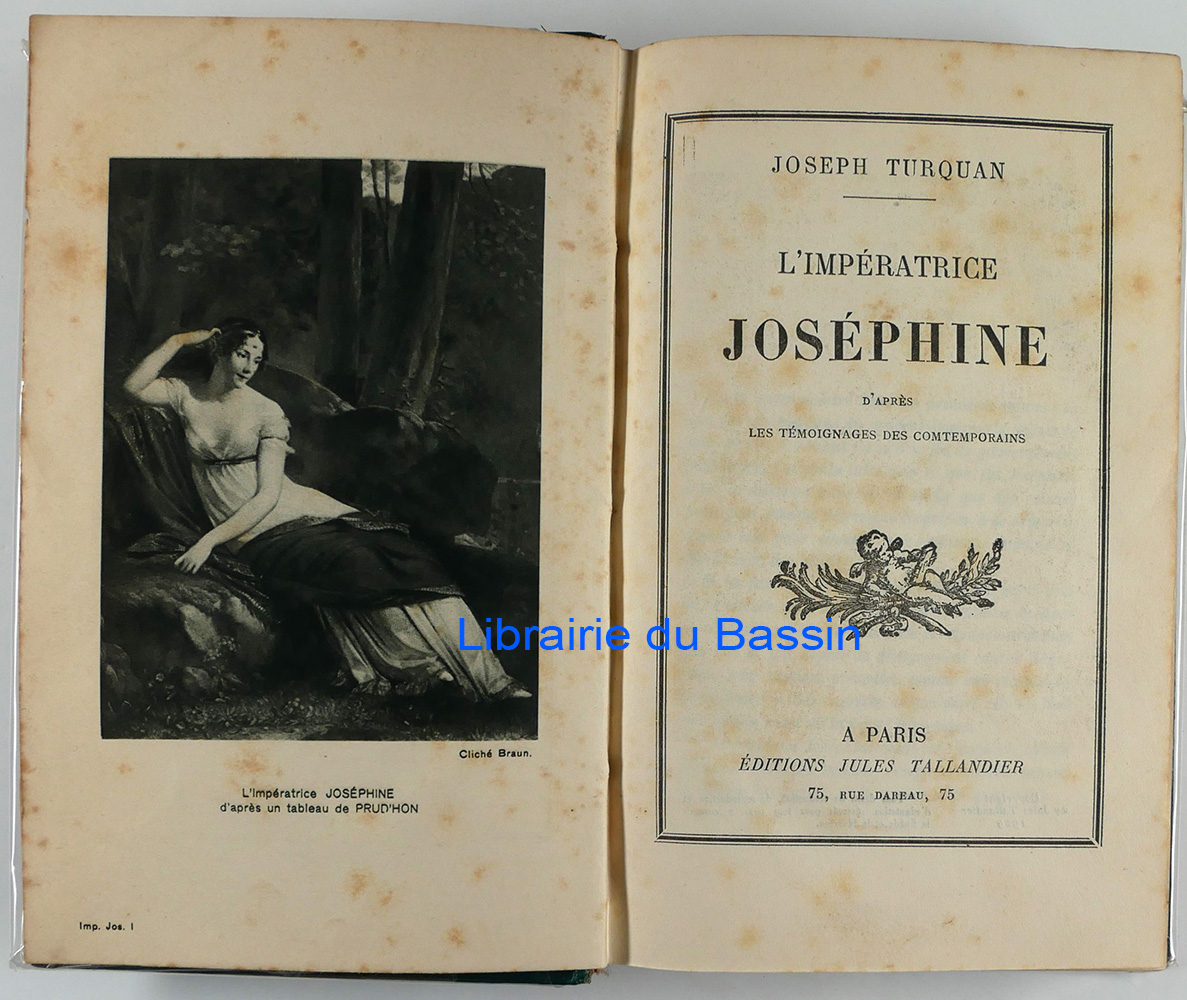 Cliché Braun.
L'Impératrice JOSÉPHINE
d'après un tableau de PRUD'HON
Imp. Jos. I
JOSEPH TURQUAN
L'IMPÉRATRICE
JOSÉPHINE
D'APRÈS
LES TÉMOIGNAGES DES COMTEMPORAINS
Librairie du Bassin
A PARIS
ÉDITIONS JULES TALLANDIER
75, RUE DAREAU, 75